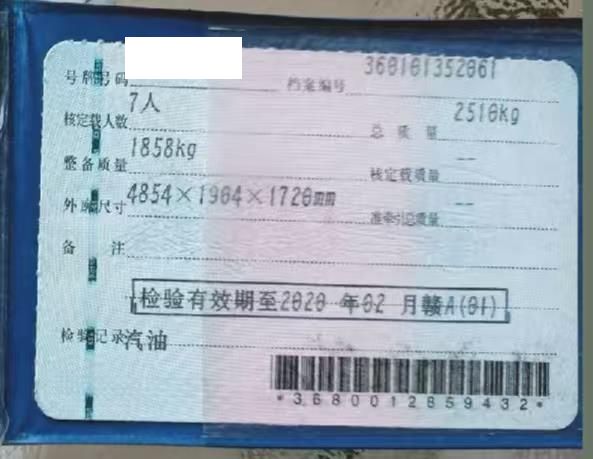 号牌号码 档案编号 360101352061
核定载人数 7人 总质量 2510kg
整备质量 1858kg 核定载质量 --
外廓尺寸 4854×1904×1720mm 准牵引总质量 --
备注
检验有效期至2020年02月赣A(01)
检验记录 汽油
*3680012859432*